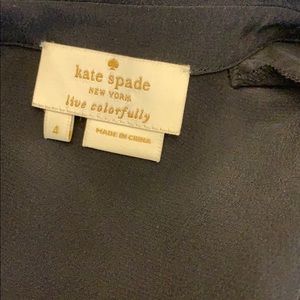 kate spade
NEW YORK
live colorfully
4
MADE IN CHINA